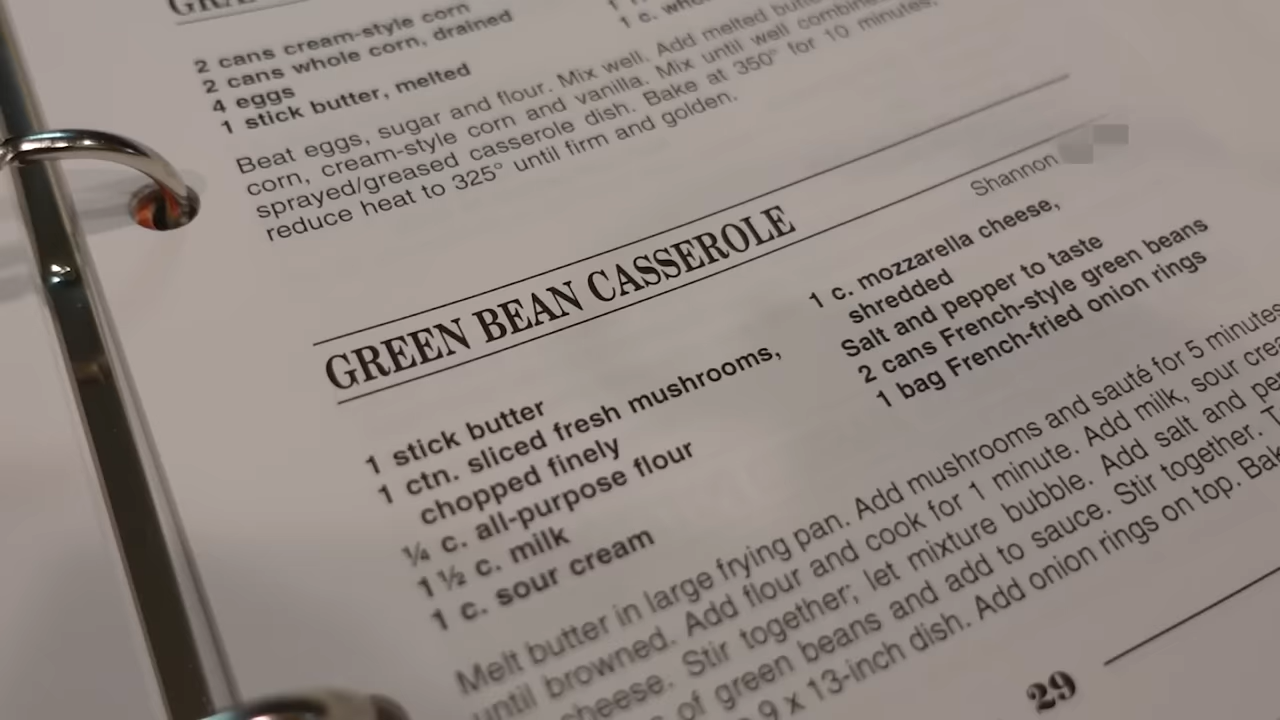 GRA
2 cans cream-style corn
2 cans whole corn, drained
4 eggs
1 stick butter, melted
1 c.
Beat eggs, sugar and flour. Mix well. Add melted
corn, cream-style corn and vanilla. Mix until well
sprayed/greased casserole dish. Bake at 350° for 10 minutes,
reduce heat to 325° until firm and golden.
GREEN BEAN CASSEROLE
Shannon
1 stick butter
1 ctn. sliced fresh mushrooms,
chopped finely
¼ c. all-purpose flour
1 ½ c. milk
1 c. sour cream
1 c. mozzarella cheese,
shredded
Salt and pepper to taste
2 cans French-style green beans
1 bag French-fried onion rings
Melt butter in large frying pan. Add mushrooms and sauté for 5 minutes
until browned. Add flour and cook for 1 minute. Add milk, sour
cheese. Stir together; let mixture bubble. Add salt and
of green beans and add to sauce. Stir together.
9 x 13-inch dish. Add onion rings on top.
29